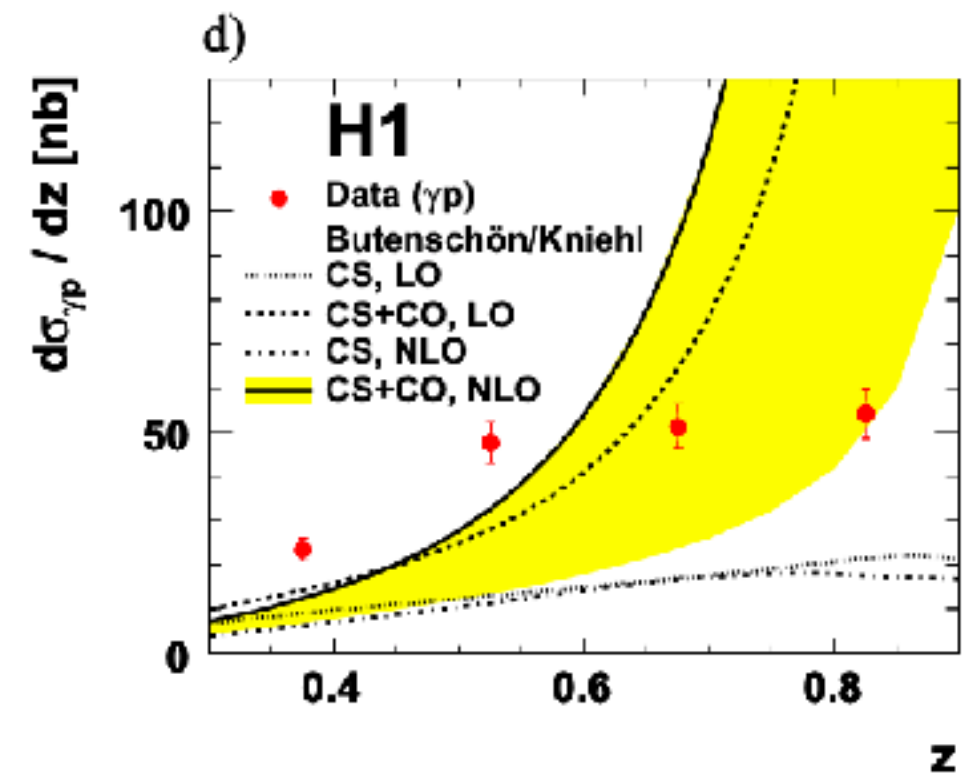 d)
dσγp / dz [nb]
H1
Data (γp)
Butenschön/Kniehl
CS, LO
CS+CO, LO
CS, NLO
CS+CO, NLO
100
50
0
0.4 0.6 0.8
z